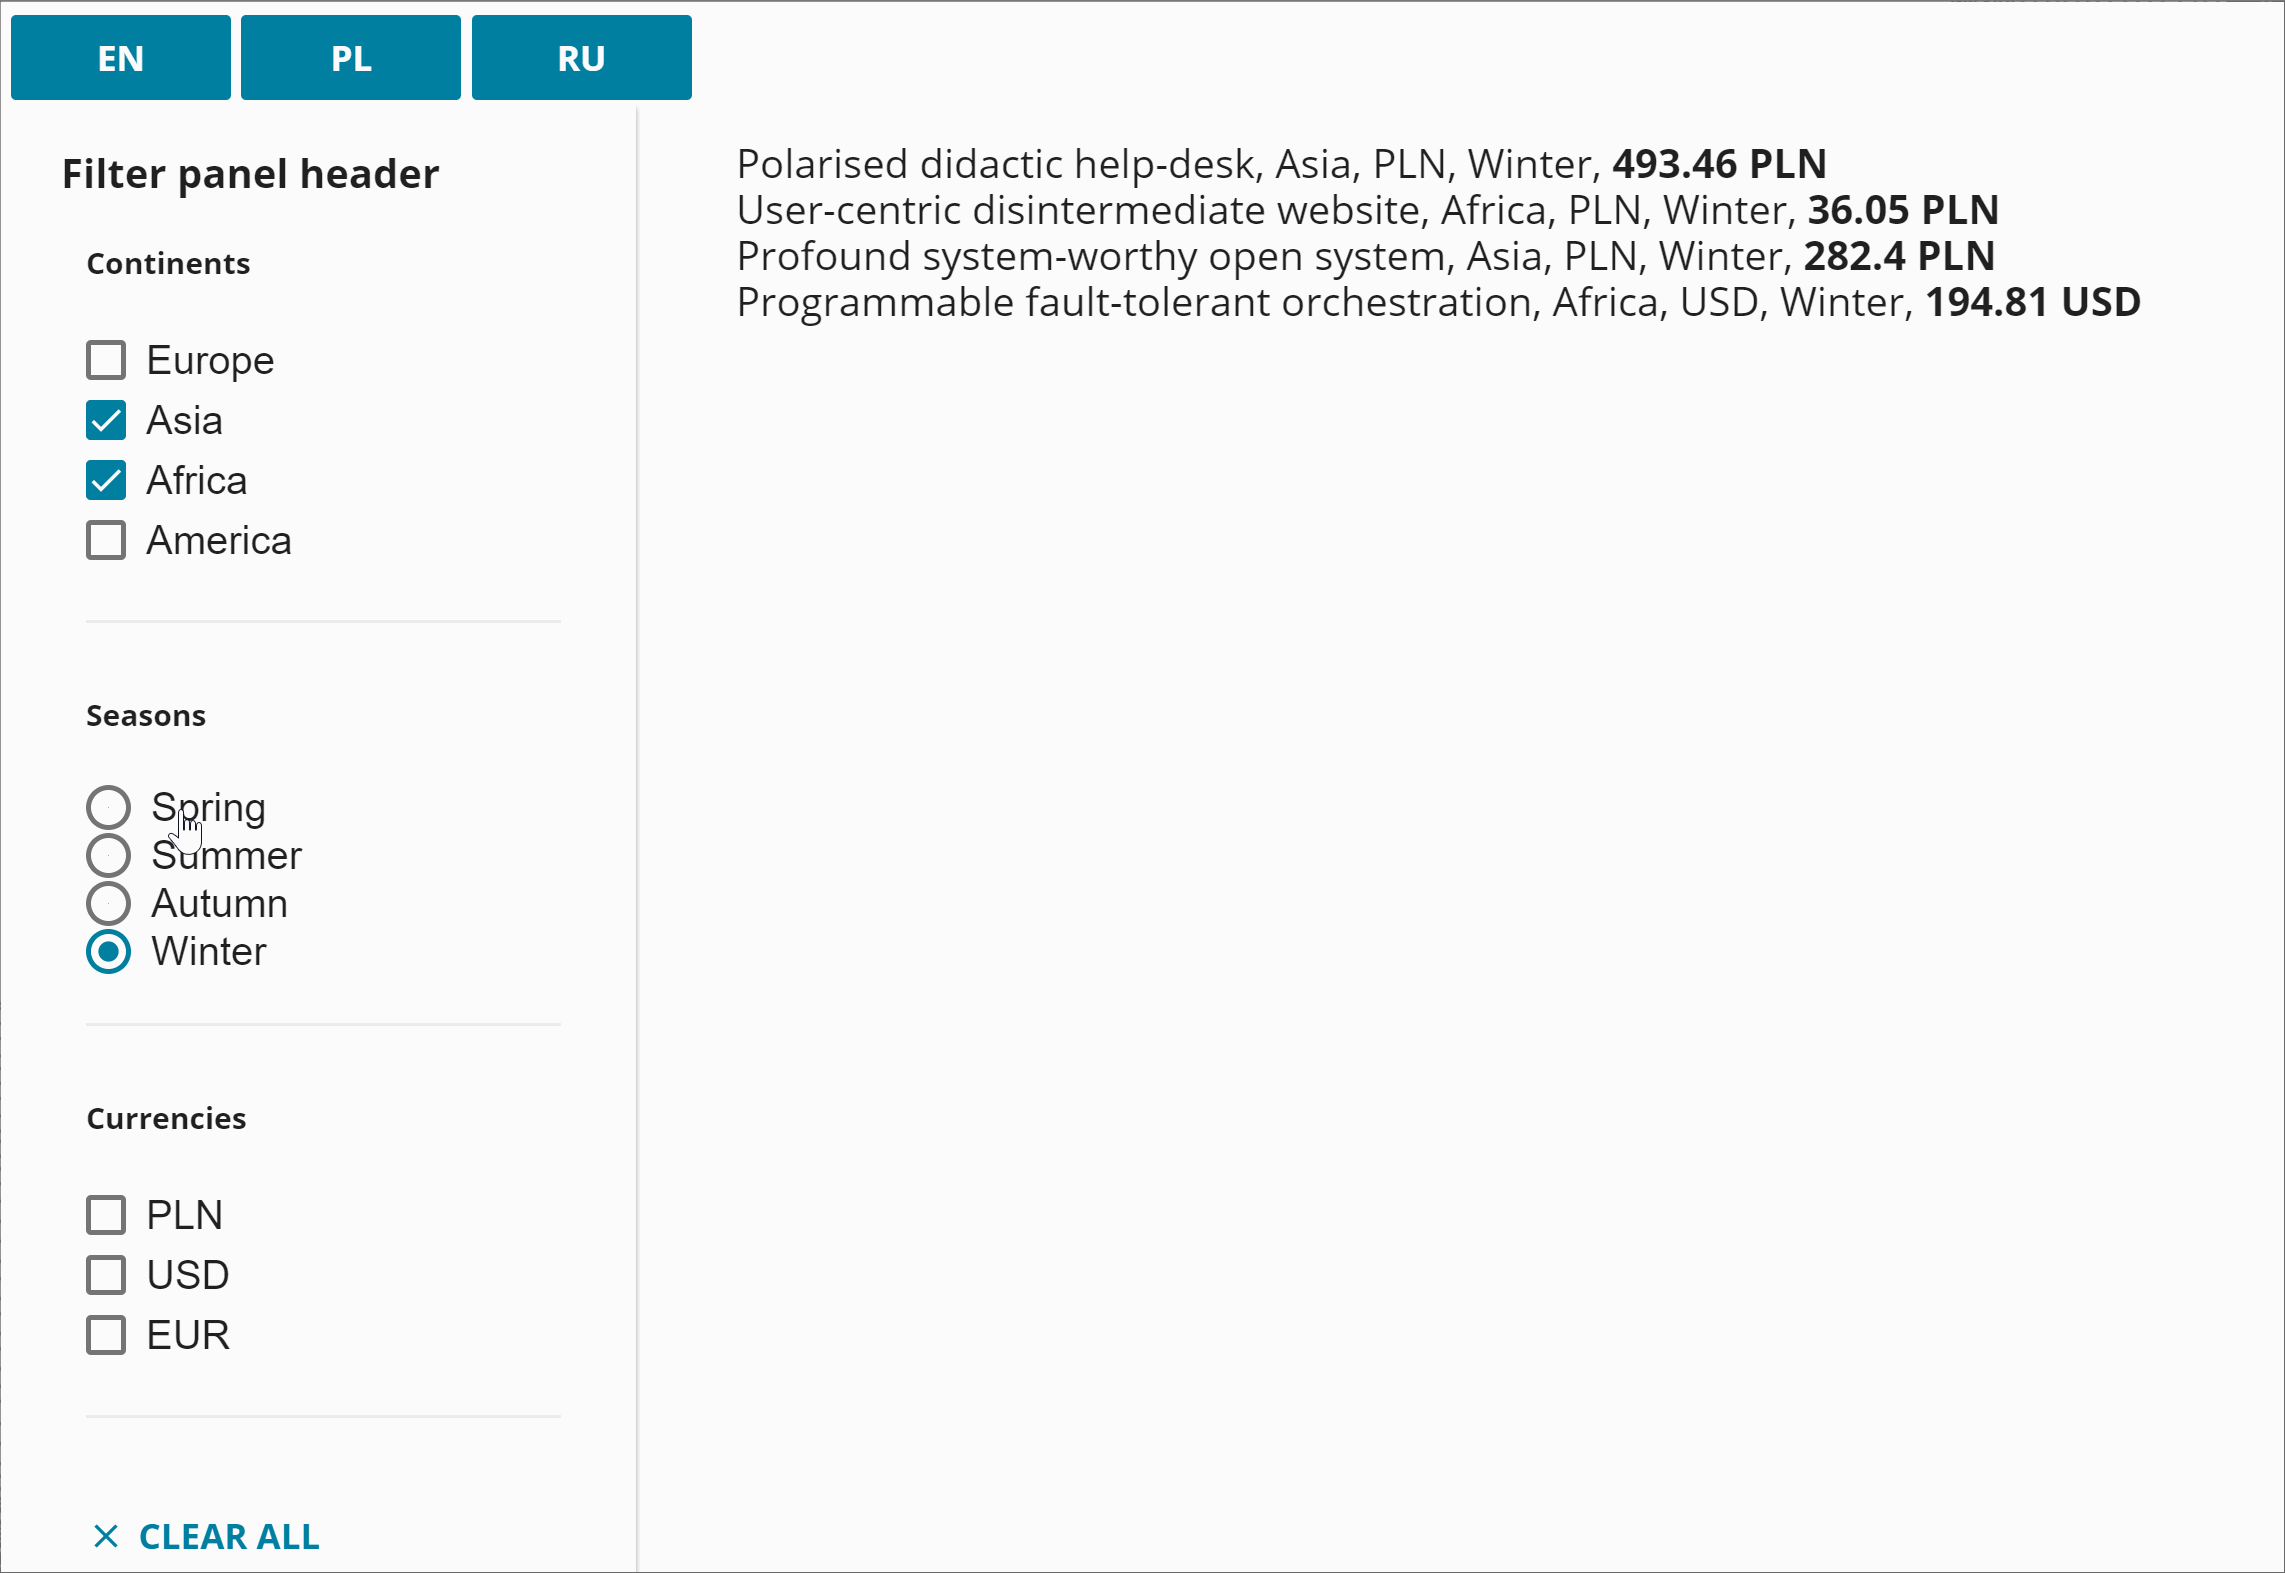 EN PL RU
Filter panel header
Continents
Europe
Asia
Africa
America
Seasons
Spring
Summer
Autumn
Winter
Currencies
PLN
USD
EUR
CLEAR ALL
Polarised didactic help-desk, Asia, PLN, Winter, 493.46 PLN
User-centric disintermediate website, Africa, PLN, Winter, 36.05 PLN
Profound system-worthy open system, Asia, PLN, Winter, 282.4 PLN
Programmable fault-tolerant orchestration, Africa, USD, Winter, 194.81 USD